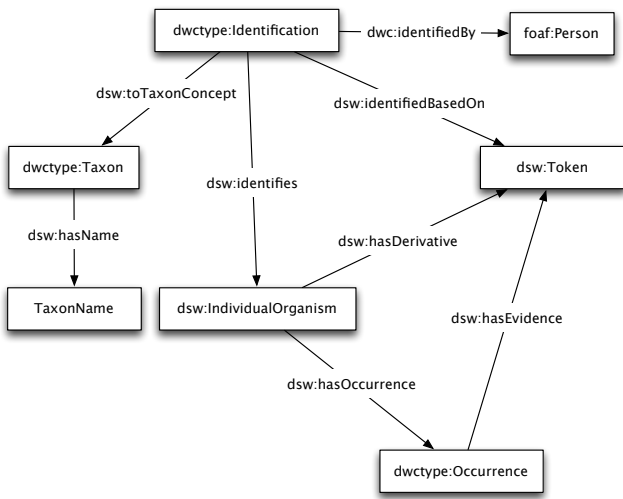 dwctype:Identification
dwc:identifiedBy
foaf:Person
dsw:toTaxonConcept
dsw:identifiedBasedOn
dwctype:Taxon
dsw:identifies
dsw:Token
dsw:hasName
dsw:hasDerivative
TaxonName
dsw:IndividualOrganism
dsw:hasEvidence
dsw:hasOccurrence
dwctype:Occurrence